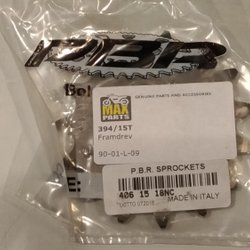 PBR
GENUINE PARTS AND ACCESSORIES
MAX
PARTS
394/15T
Framdrev
90-01-L-09
P.B.R. SPROCKETS
406 15 18NC
MADE IN ITALY